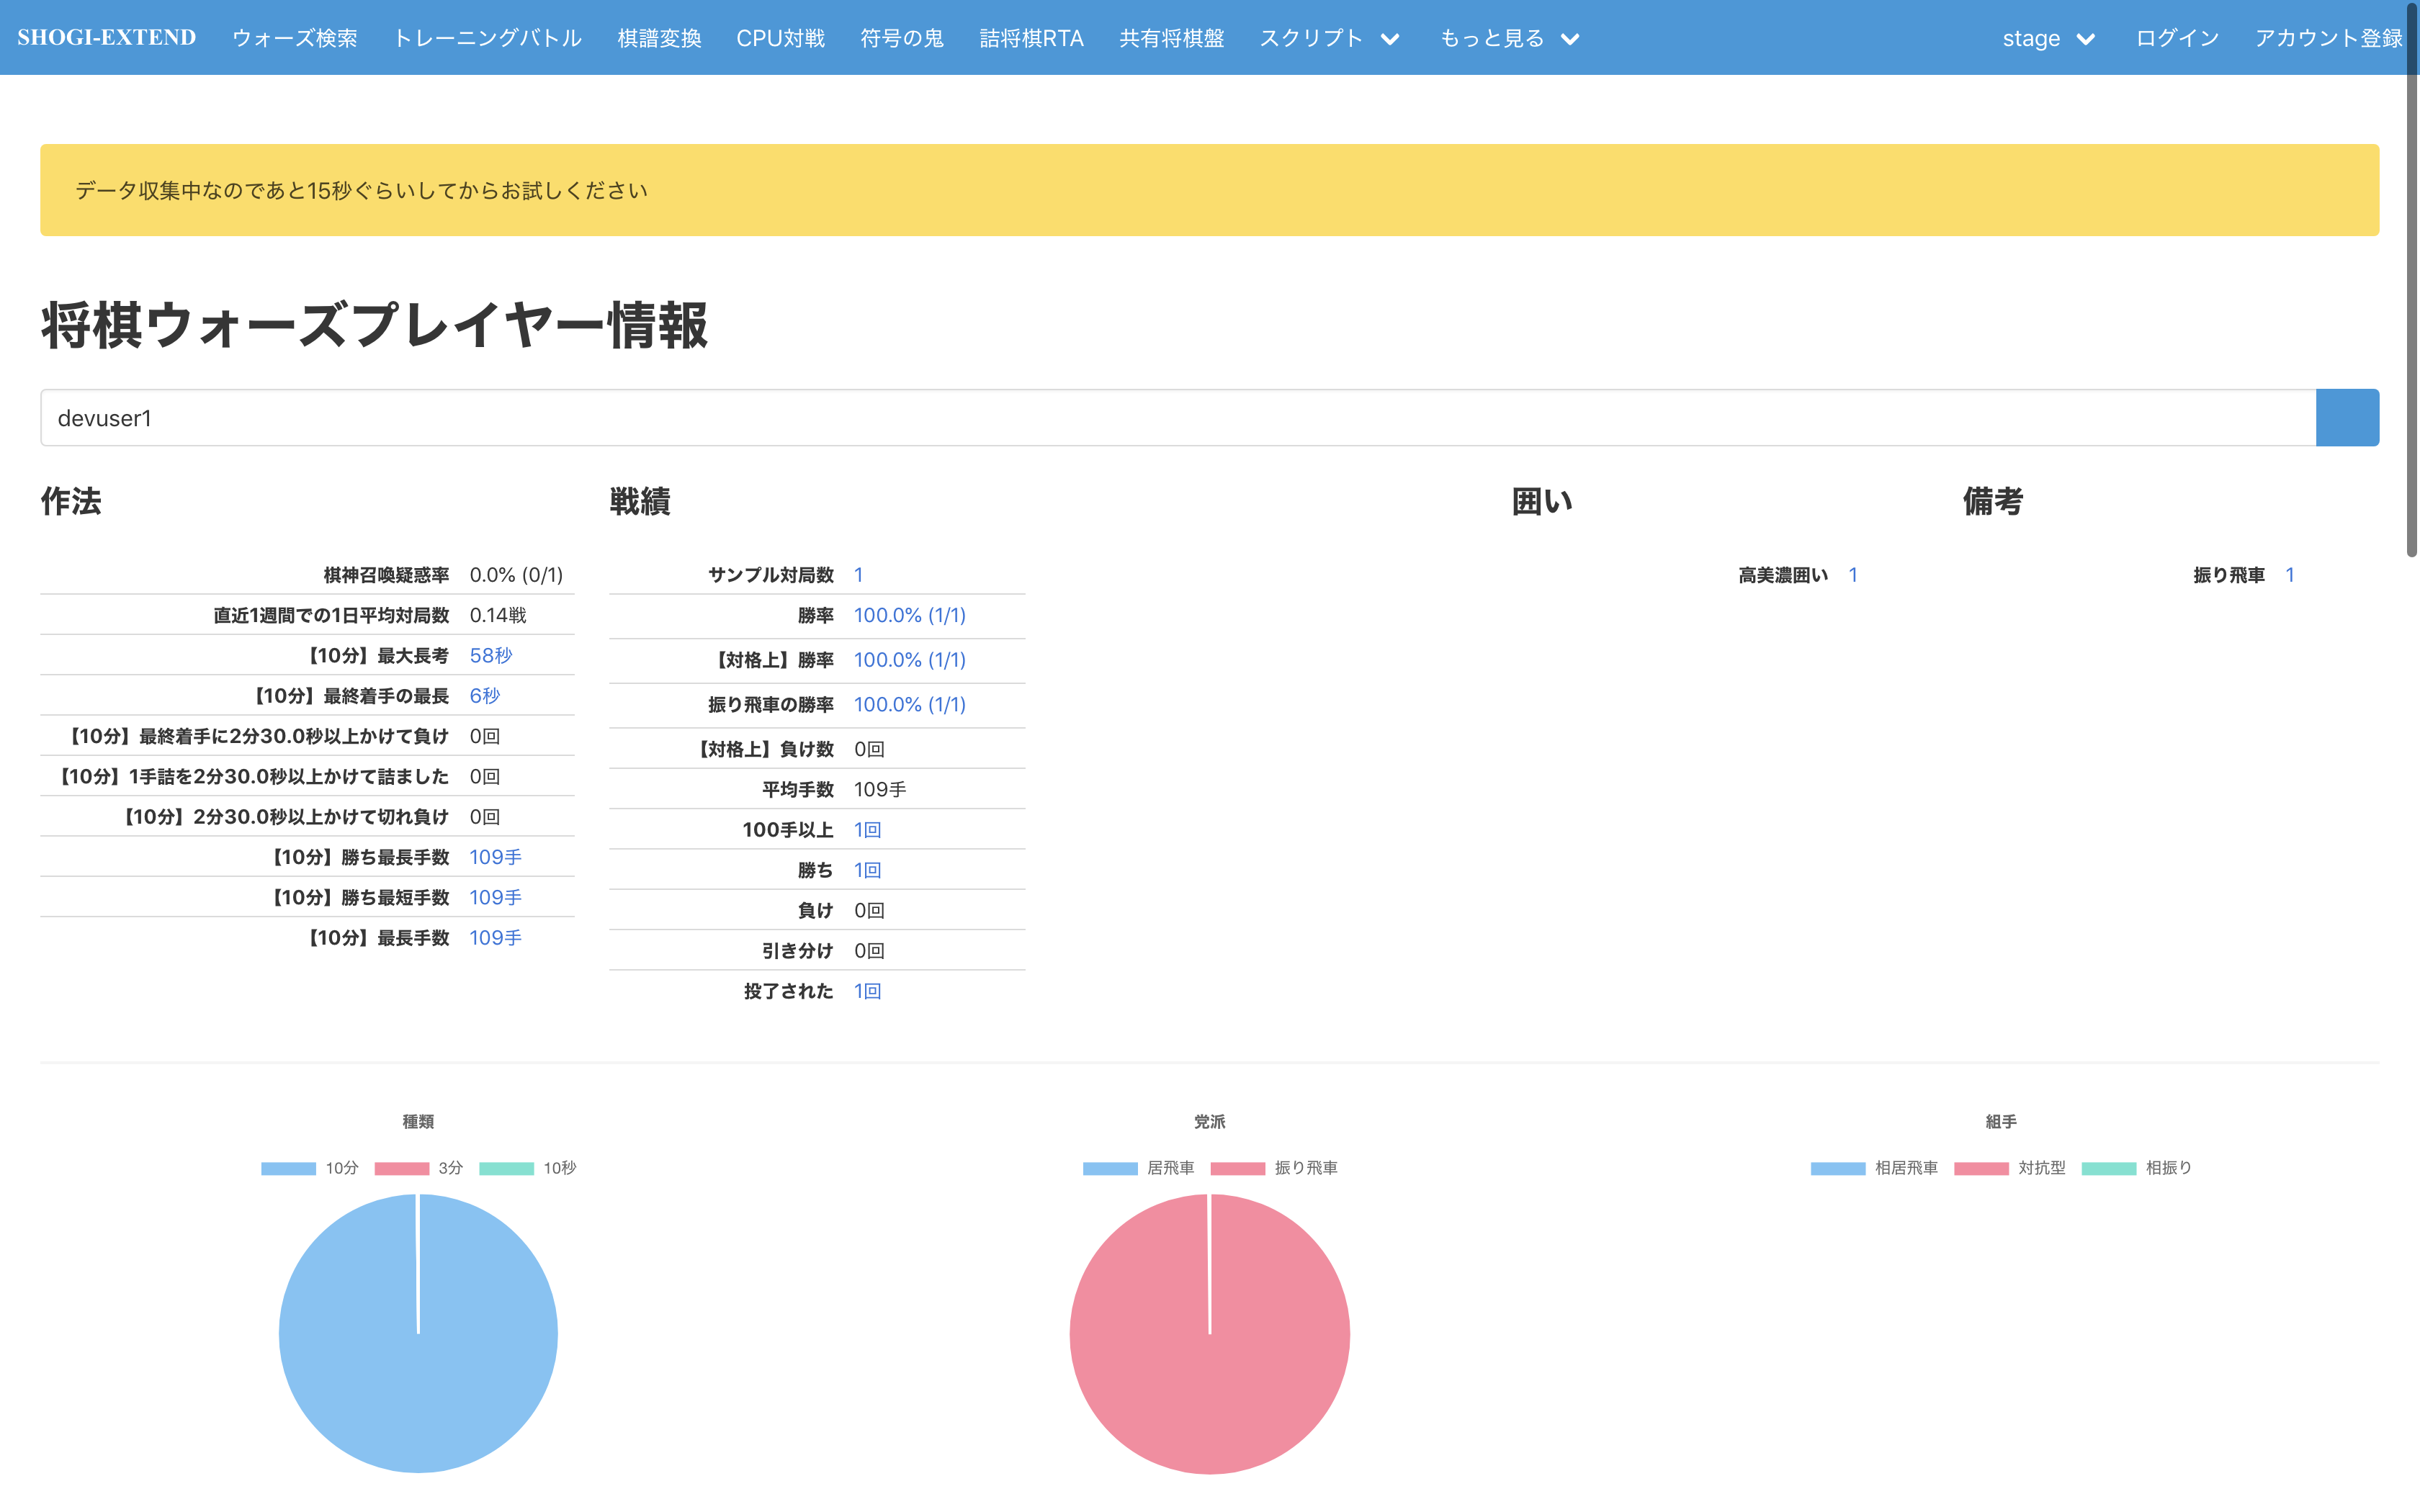 SHOGI-EXTEND ウォーズ検索 トレーニングバトル 棋譜変換 CPU対戦 符号の鬼 詰将棋RTA 共有将棋盤 スクリプト もっと見る stage ログイン アカウント登録
データ収集中なのであと15秒ぐらいしてからお試しください
将棋ウォーズプレイヤー情報
devuser1
作法
棋神召喚疑惑率 0.0% (0/1)
直近1週間での1日平均対局数 0.14戦
【10分】最大長考 58秒
【10分】最終着手の最長 6秒
【10分】最終着手に2分30.0秒以上かけて負け 0回
【10分】1手詰を2分30.0秒以上かけて詰ました 0回
【10分】2分30.0秒以上かけて切れ負け 0回
【10分】勝ち最長手数 109手
【10分】勝ち最短手数 109手
【10分】最長手数 109手
戦績
サンプル対局数 1
勝率 100.0% (1/1)
【対格上】勝率 100.0% (1/1)
振り飛車の勝率 100.0% (1/1)
【対格上】負け数 0回
平均手数 109手
100手以上 1回
勝ち 1回
負け 0回
引き分け 0回
投了された 1回
囲い
高美濃囲い 1
備考
振り飛車 1
種類
10分 3分 10秒
党派
居飛車 振り飛車
組手
相居飛車 対抗型 相振り